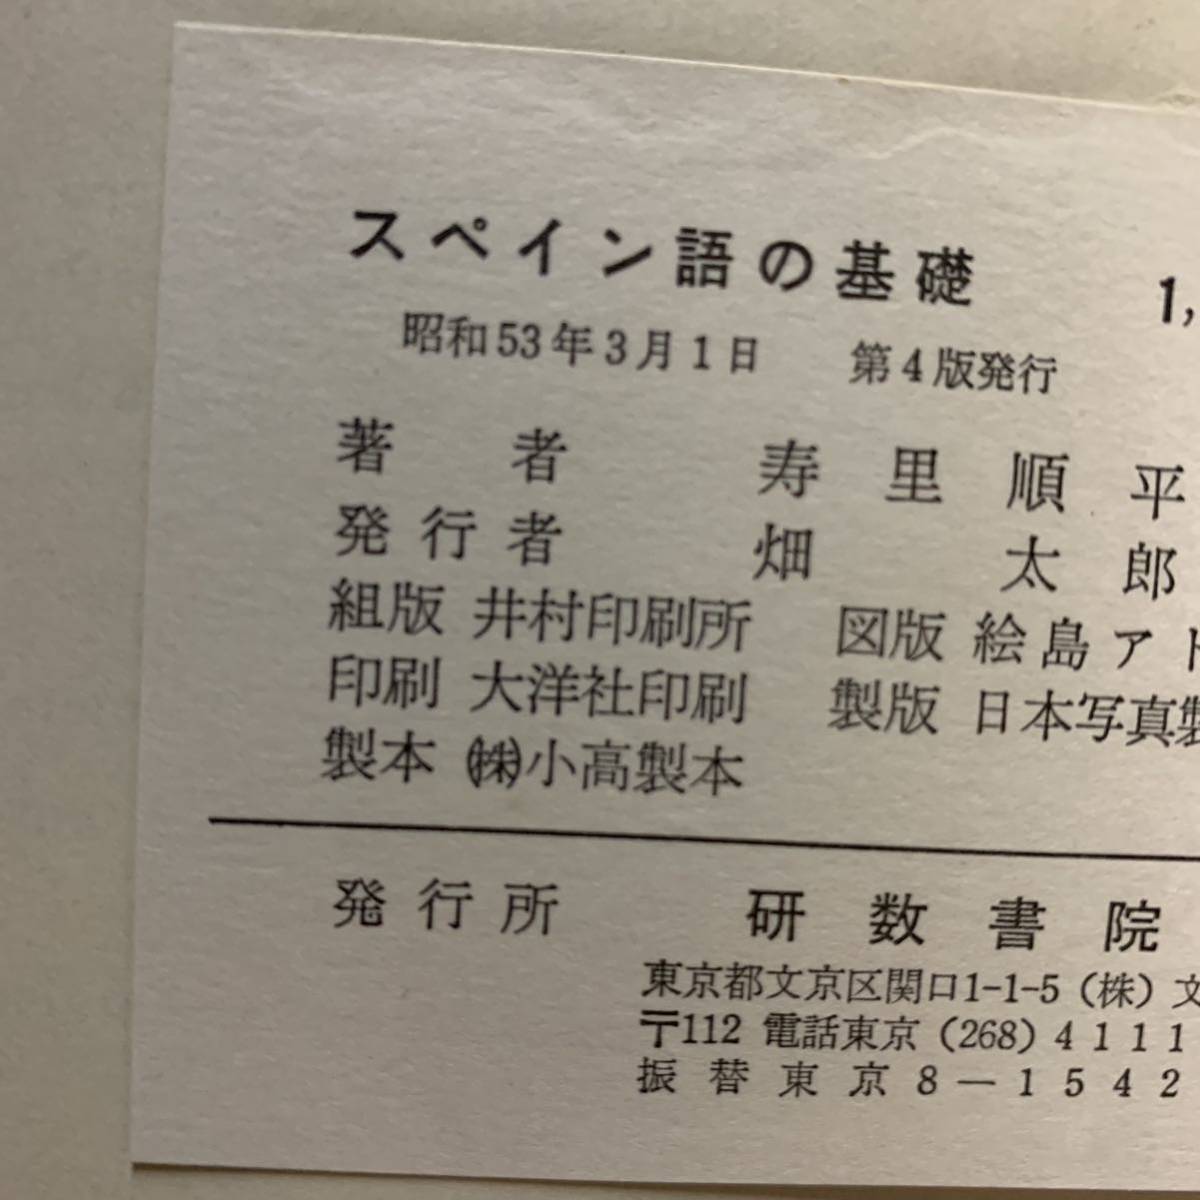 スペイン語の基礎 1,
昭和53年3月1日 第4版発行
著者 寿里順平
発行者 畑太郎
組版 井村印刷所 図版 絵島アト
印刷 大洋社印刷 製版 日本写真製
製本 ㈱小高製本
発行所 研数書院
東京都文京区関口1-1-5（株）文
〒112 電話東京（268）4111
振替東京8—1542